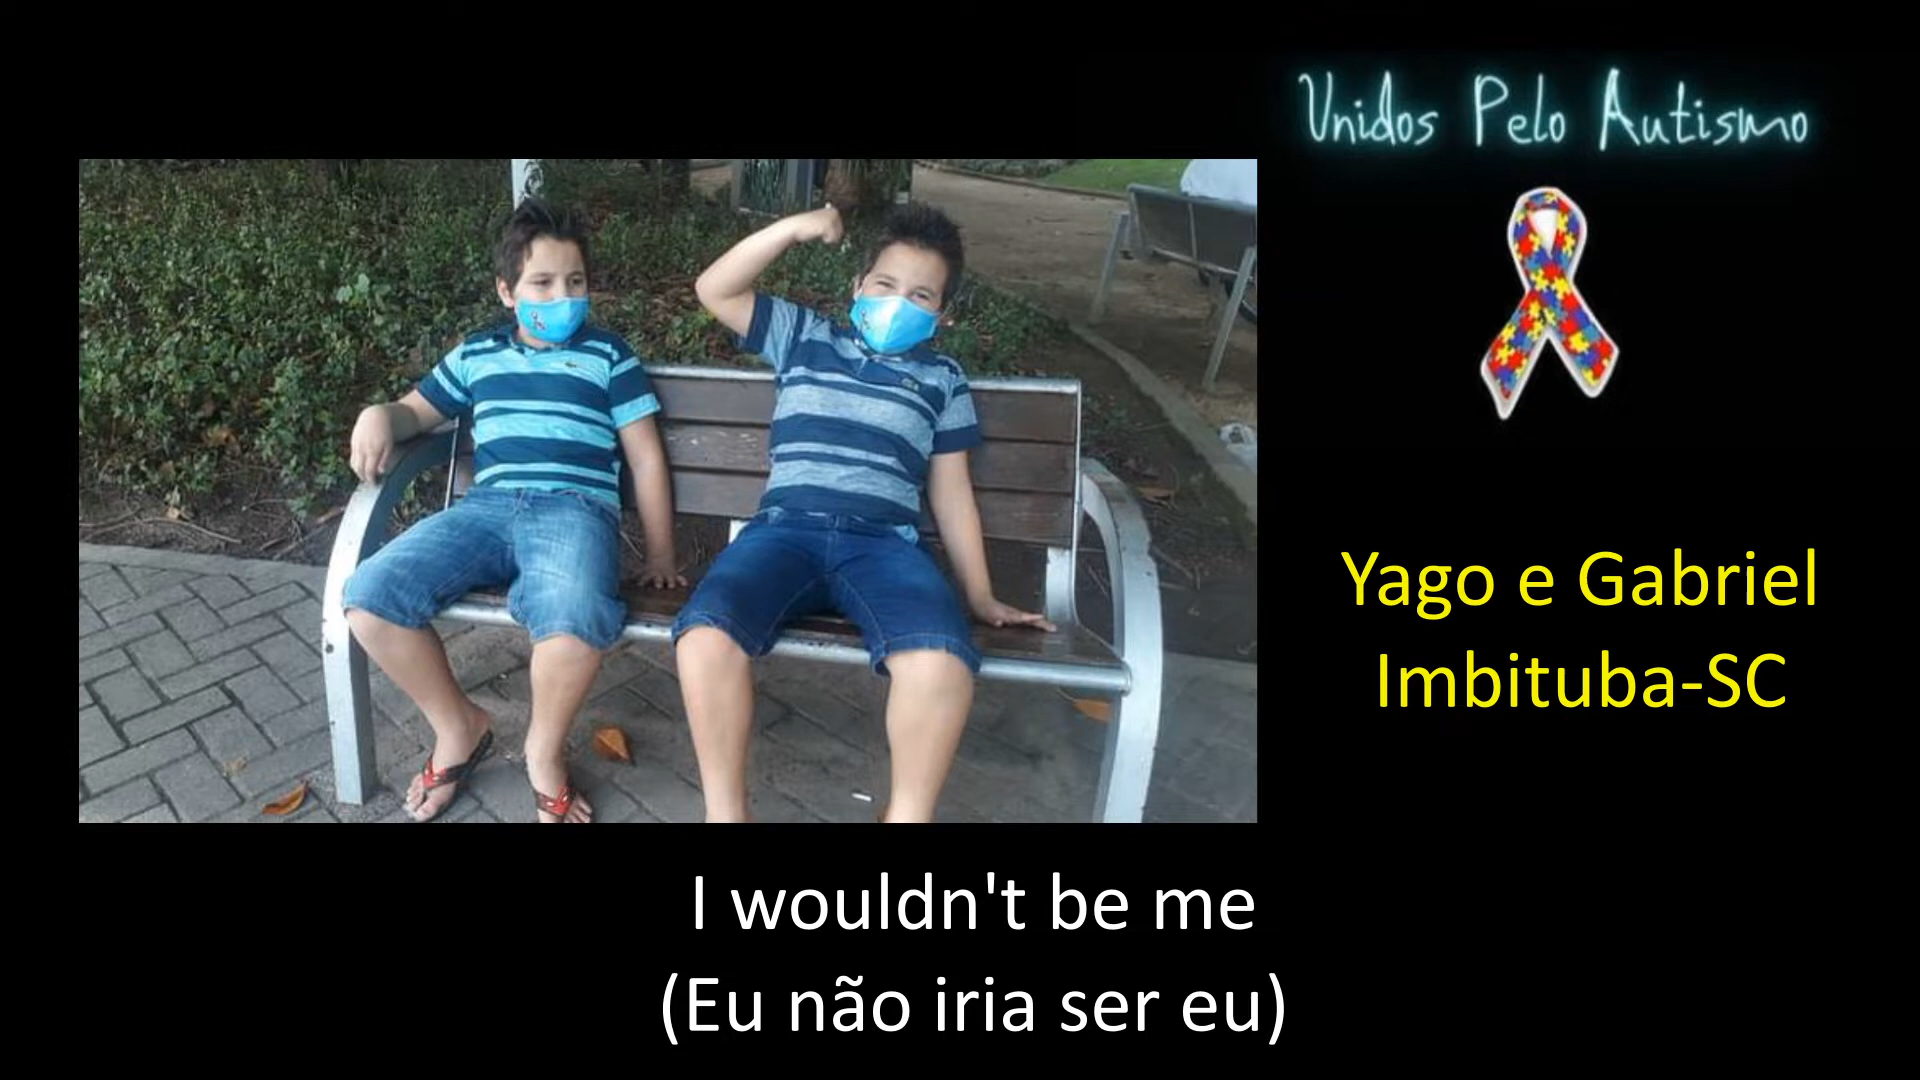 Unidos Pelo Autismo
Yago e Gabriel
Imbituba-SC
I wouldn't be me
(Eu não iria ser eu)